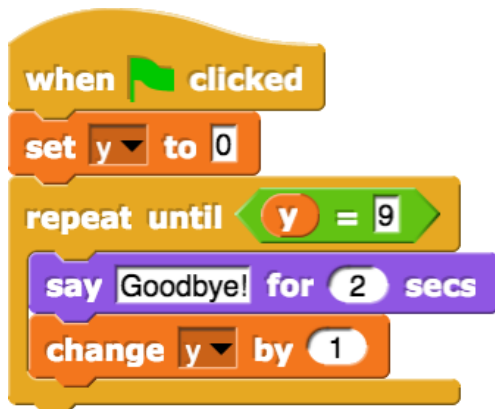 when clicked
set y to 0
repeat until y = 9
say Goodbye! for 2 secs
change y by 1